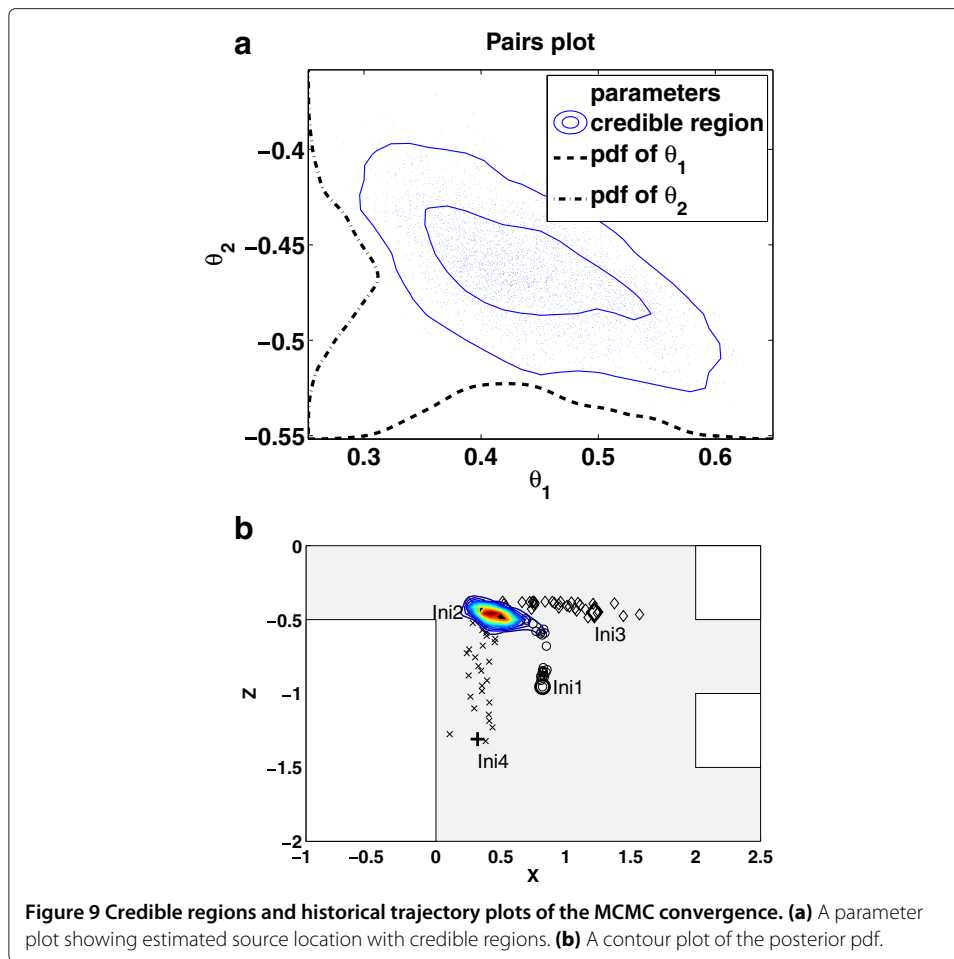 a
Pairs plot
parameters
credible region
pdf of θ1
pdf of θ2
−0.4
−0.45
−0.5
−0.55
θ2
0.3 0.4 0.5 0.6
θ1
b
0
−0.5
−1
−1.5
−2
z
Ini2
Ini3
Ini1
Ini4
−1 −0.5 0 0.5 1 1.5 2 2.5
x
Figure 9 Credible regions and historical trajectory plots of the MCMC convergence. (a) A parameter
plot showing estimated source location with credible regions. (b) A contour plot of the posterior pdf.